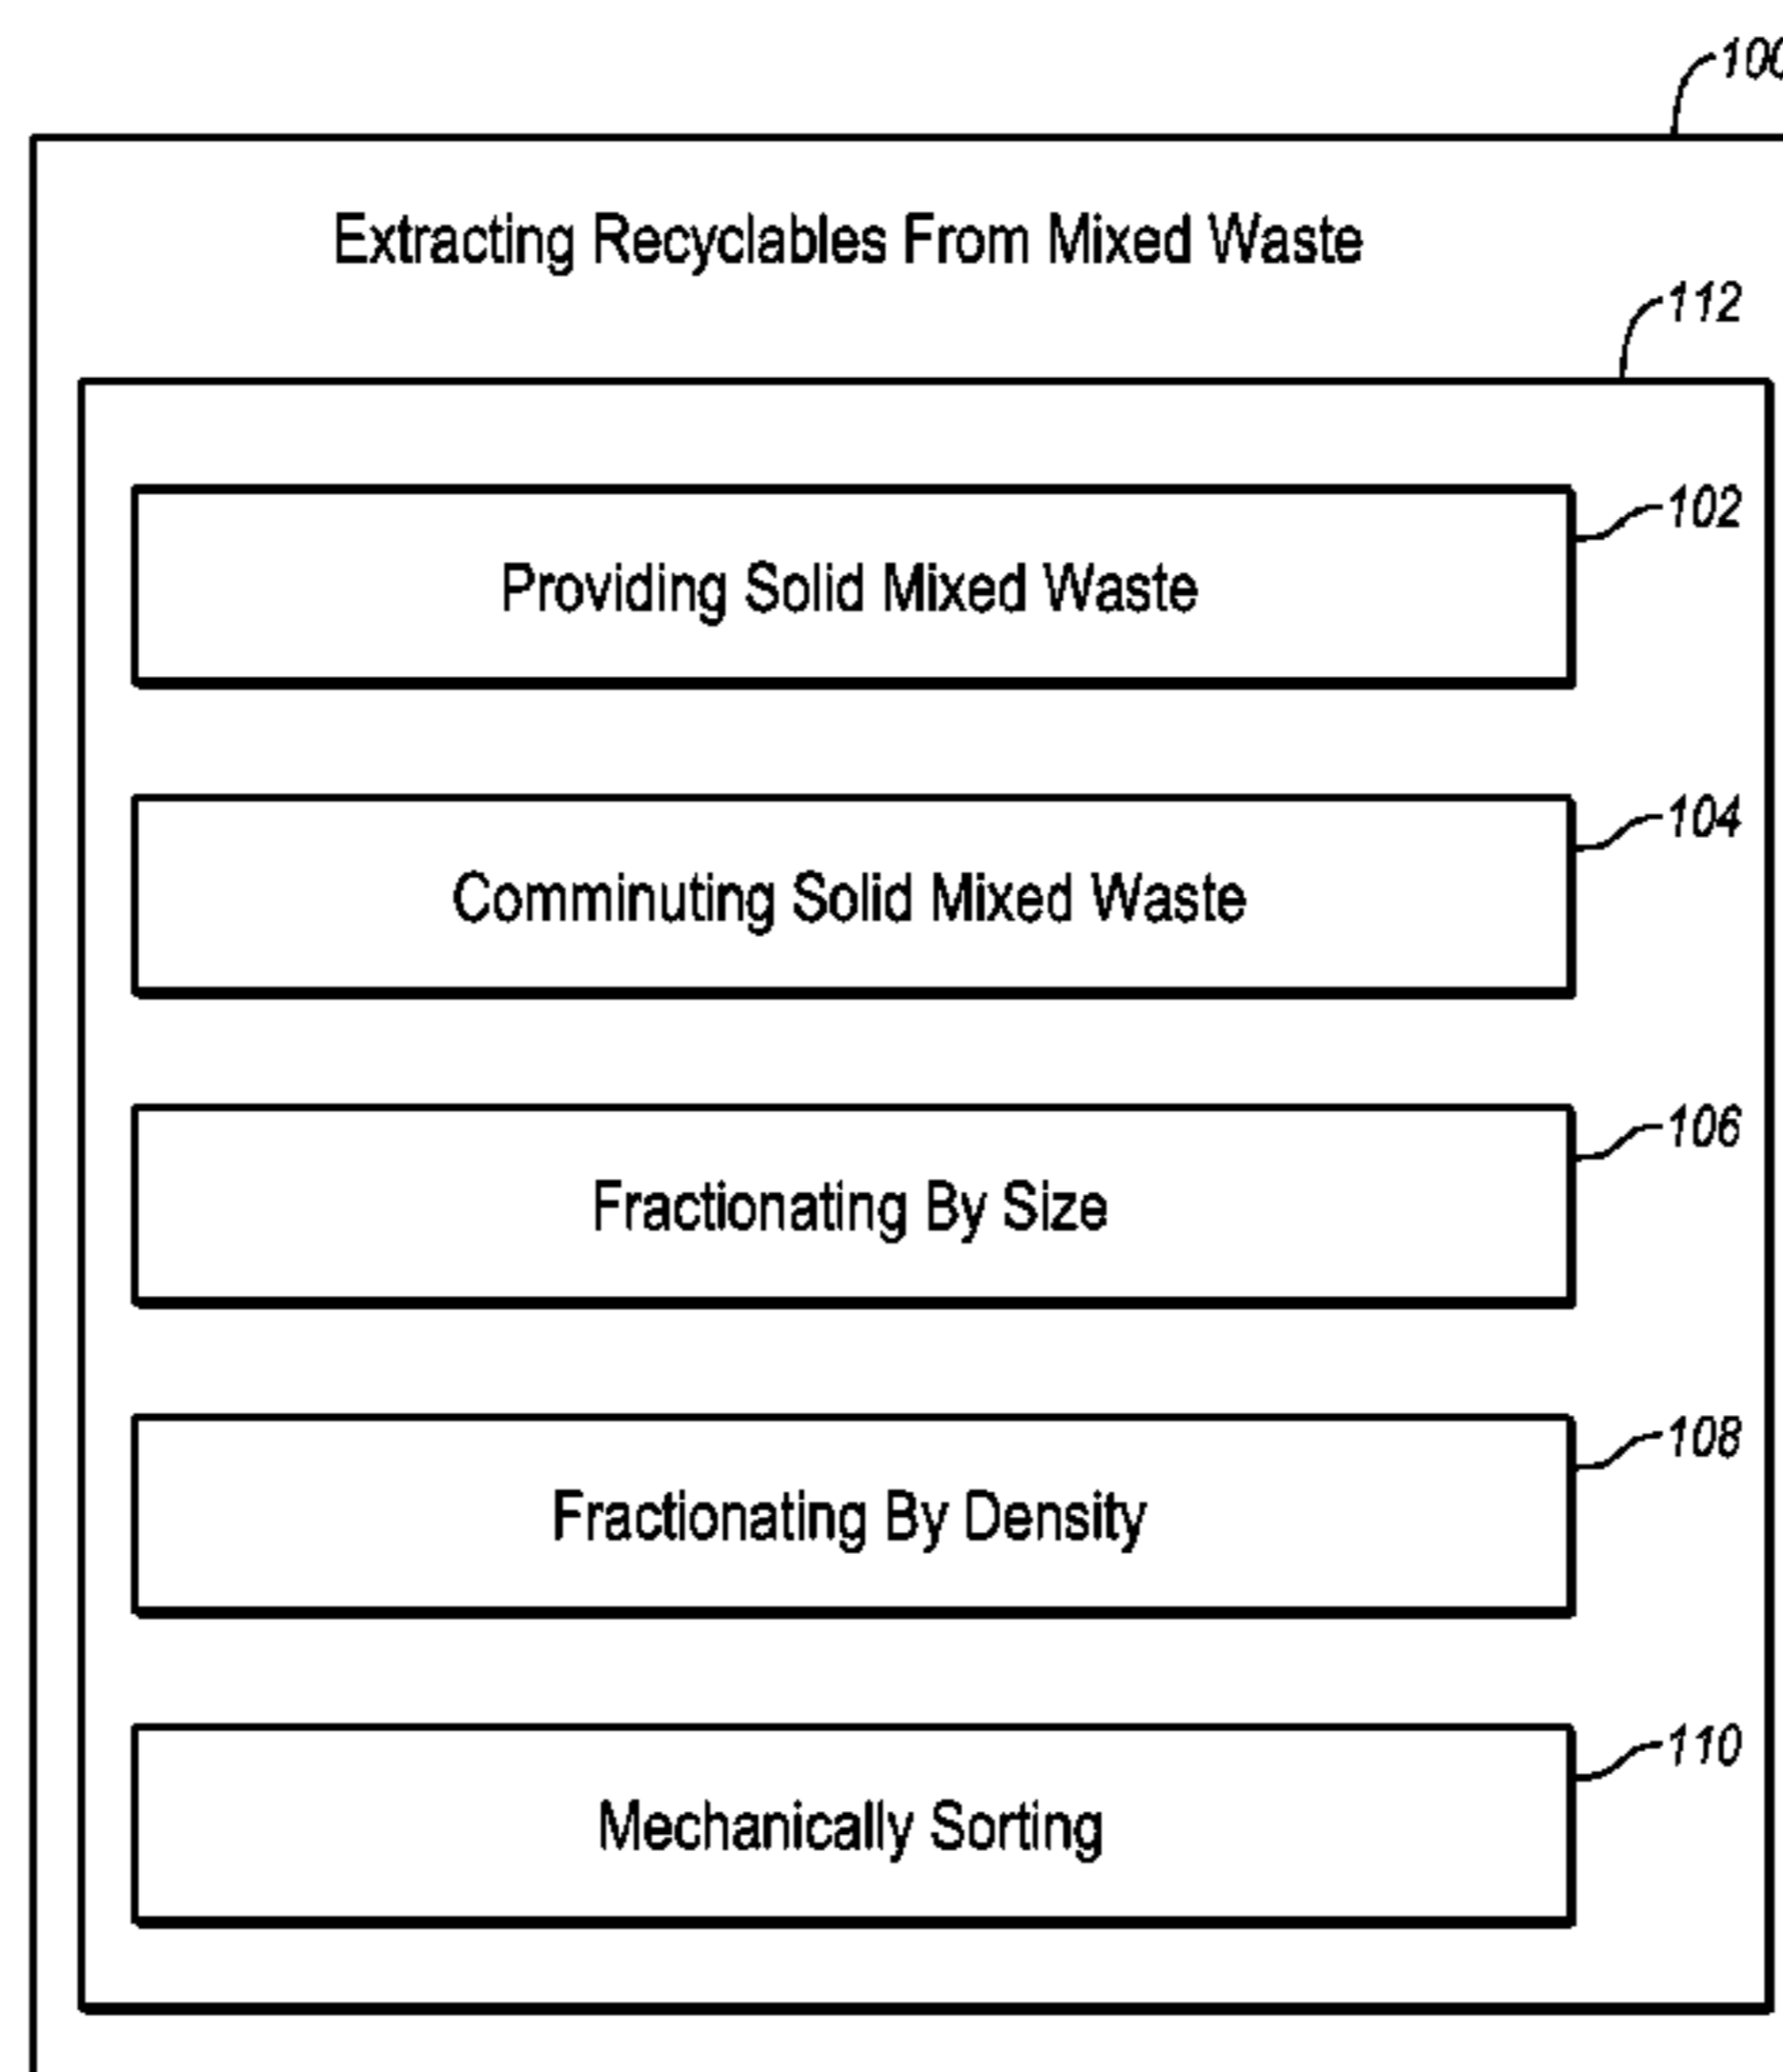 100
Extracting Recyclables From Mixed Waste
112
102
Providing Solid Mixed Waste
104
Comminuting Solid Mixed Waste
106
Fractionating By Size
108
Fractionating By Density
110
Mechanically Sorting